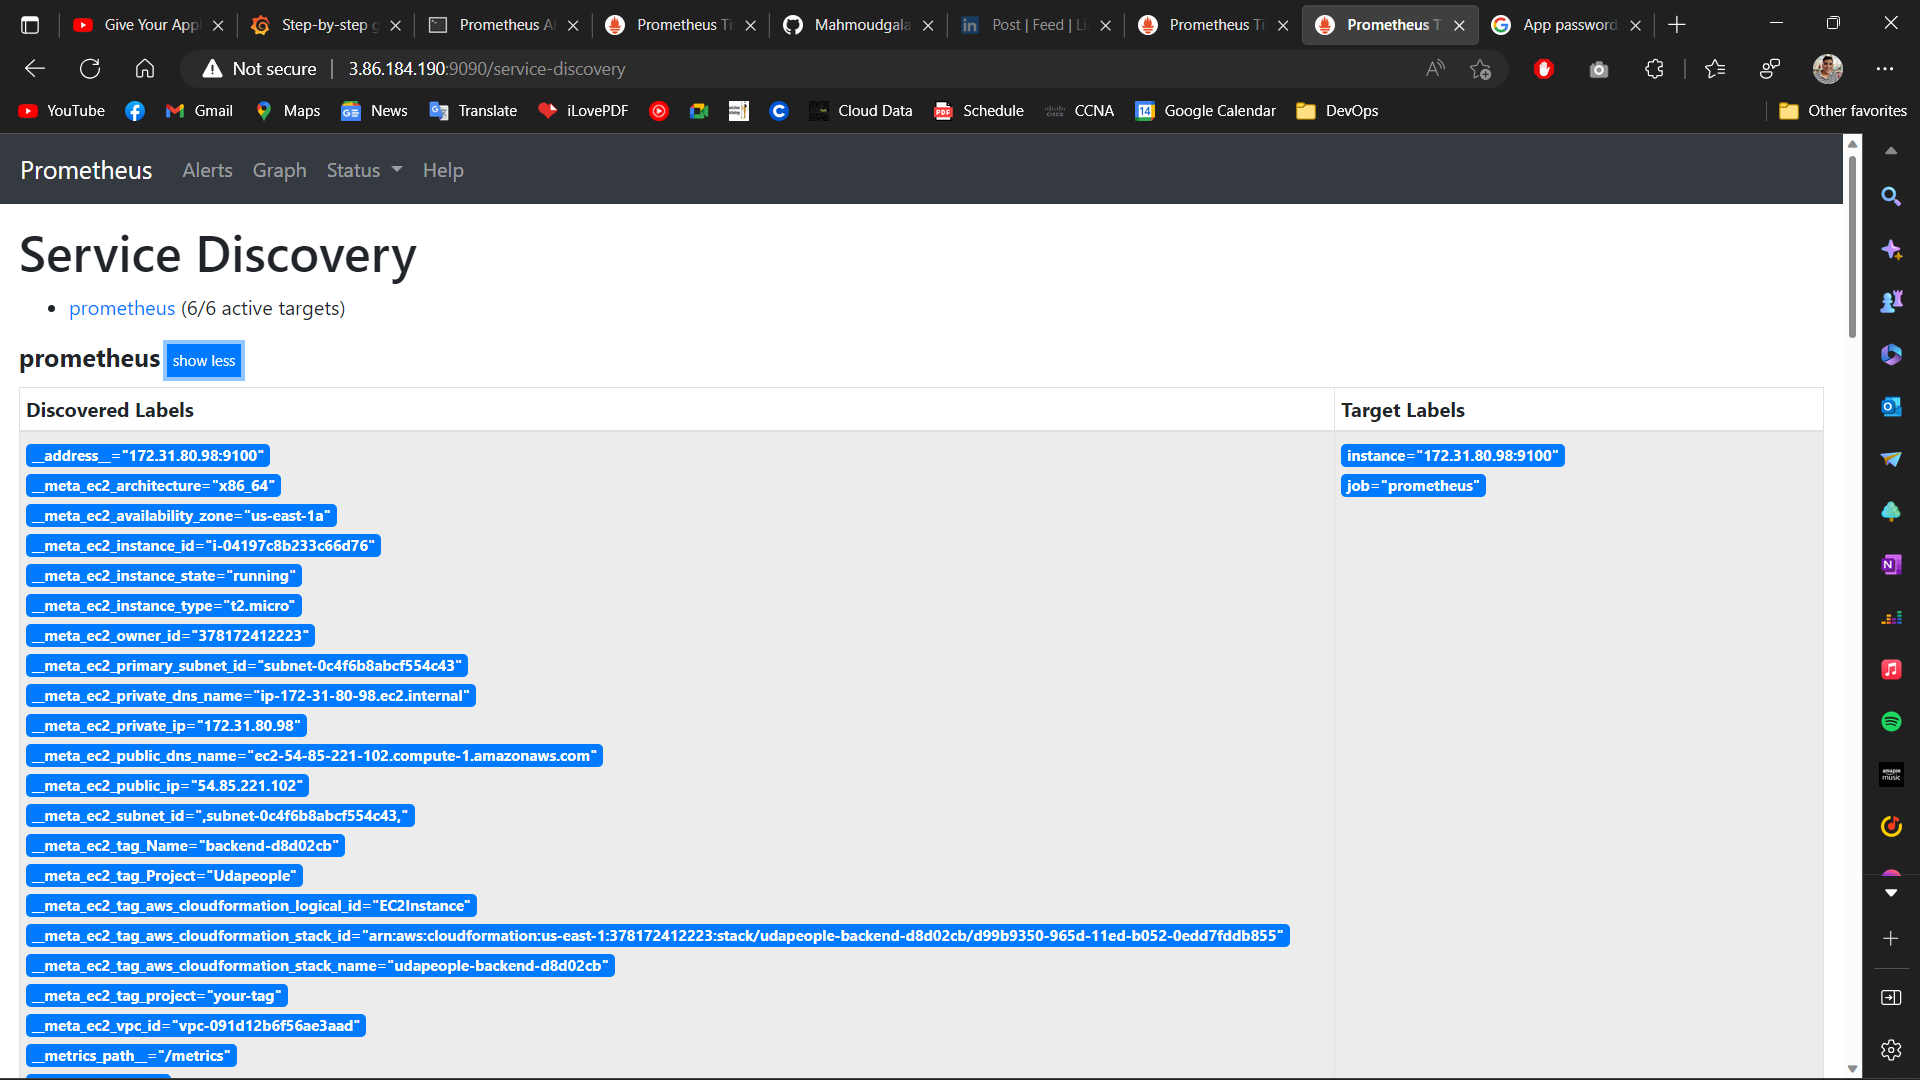 Give Your App
Step-by-step g
Prometheus Al
Prometheus Ti
Mahmoudgala
Post | Feed | Li
Prometheus Ti
Prometheus T
App password
Not secure
3.86.184.190:9090/service-discovery
YouTube
Gmail
Maps
News
Translate
iLovePDF
Cloud Data
Schedule
CCNA
Google Calendar
DevOps
Other favorites
Prometheus Alerts Graph Status Help
Service Discovery
prometheus (6/6 active targets)
prometheus show less
Discovered Labels
Target Labels
__address__="172.31.80.98:9100"
instance="172.31.80.98:9100"
__meta_ec2_architecture="x86_64"
job="prometheus"
__meta_ec2_availability_zone="us-east-1a"
__meta_ec2_instance_id="i-04197c8b233c66d76"
__meta_ec2_instance_state="running"
__meta_ec2_instance_type="t2.micro"
__meta_ec2_owner_id="378172412223"
__meta_ec2_primary_subnet_id="subnet-0c4f6b8abcf554c43"
__meta_ec2_private_dns_name="ip-172-31-80-98.ec2.internal"
__meta_ec2_private_ip="172.31.80.98"
__meta_ec2_public_dns_name="ec2-54-85-221-102.compute-1.amazonaws.com"
__meta_ec2_public_ip="54.85.221.102"
__meta_ec2_subnet_id=",subnet-0c4f6b8abcf554c43,"
__meta_ec2_tag_Name="backend-d8d02cb"
__meta_ec2_tag_Project="Udapeople"
__meta_ec2_tag_aws_cloudformation_logical_id="EC2Instance"
__meta_ec2_tag_aws_cloudformation_stack_id="arn:aws:cloudformation:us-east-1:378172412223:stack/udapeople-backend-d8d02cb/d99b9350-965d-11ed-b052-0edd7fddb855"
__meta_ec2_tag_aws_cloudformation_stack_name="udapeople-backend-d8d02cb"
__meta_ec2_tag_project="your-tag"
__meta_ec2_vpc_id="vpc-091d12b6f56ae3aad"
__metrics_path__="/metrics"